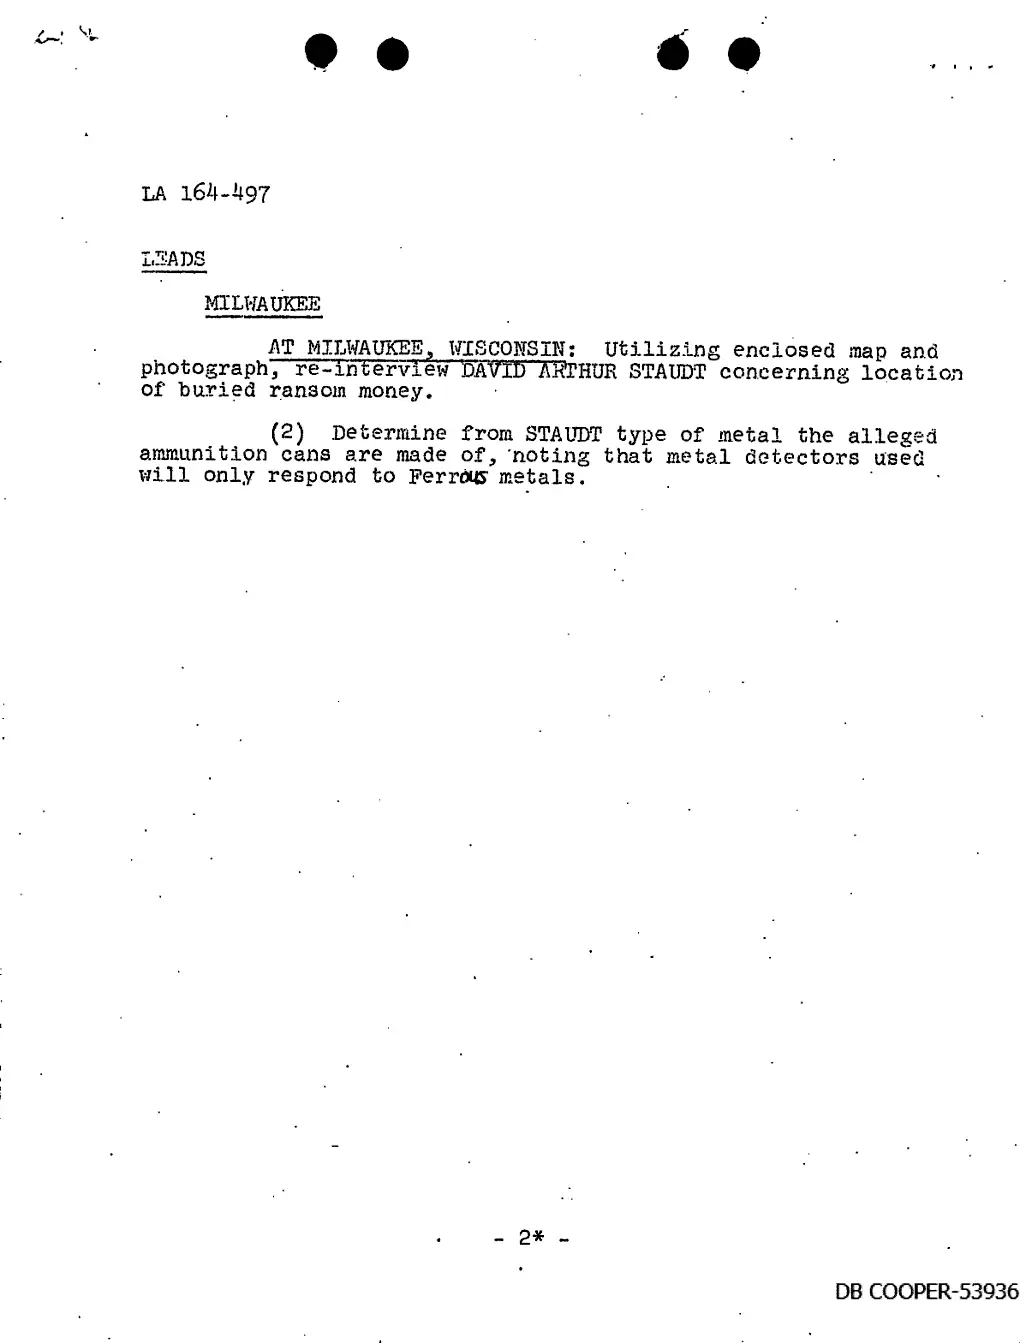 LA 164-497
LEADS
MILWAUKEE
AT MILWAUKEE, WISCONSIN: Utilizing enclosed map and
photograph, re-interview DAVID ARTHUR STAUDT concerning location
of buried ransom money.
(2) Determine from STAUDT type of metal the alleged
ammunition cans are made of, noting that metal detectors used
will only respond to Ferrous metals.
- 2* -
DB COOPER-53936